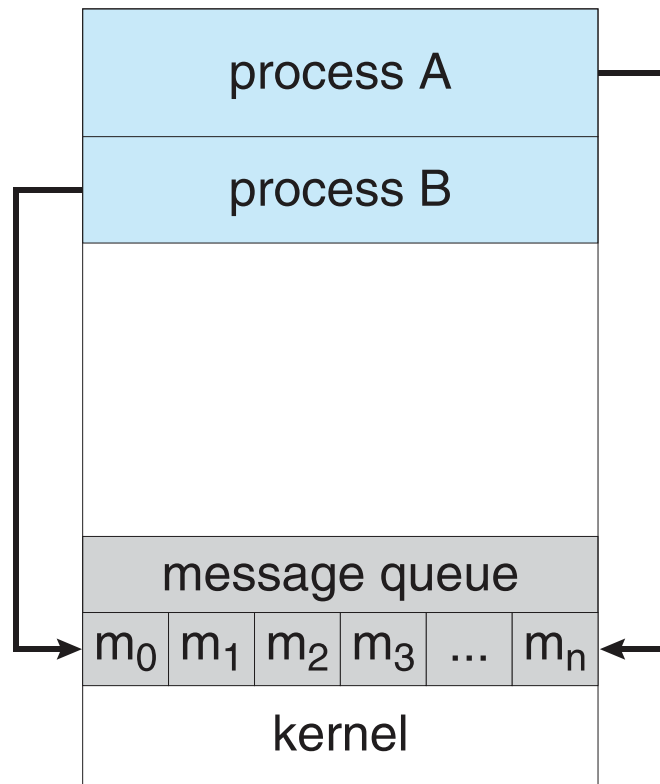 process A
process B
message queue
m₀ m₁ m₂ m₃ ... mₙ
kernel